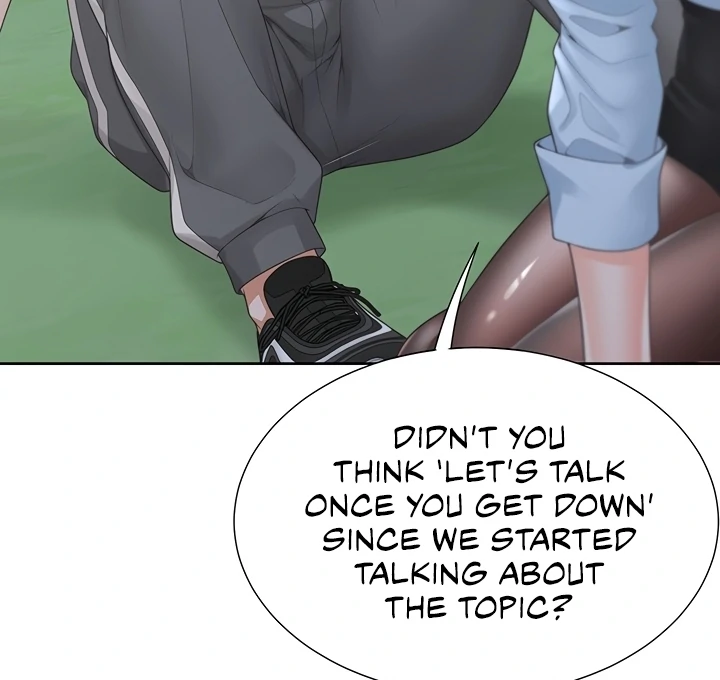 DIDN'T YOU
THINK 'LET'S TALK
ONCE YOU GET DOWN'
SINCE WE STARTED
TALKING ABOUT
THE TOPIC?